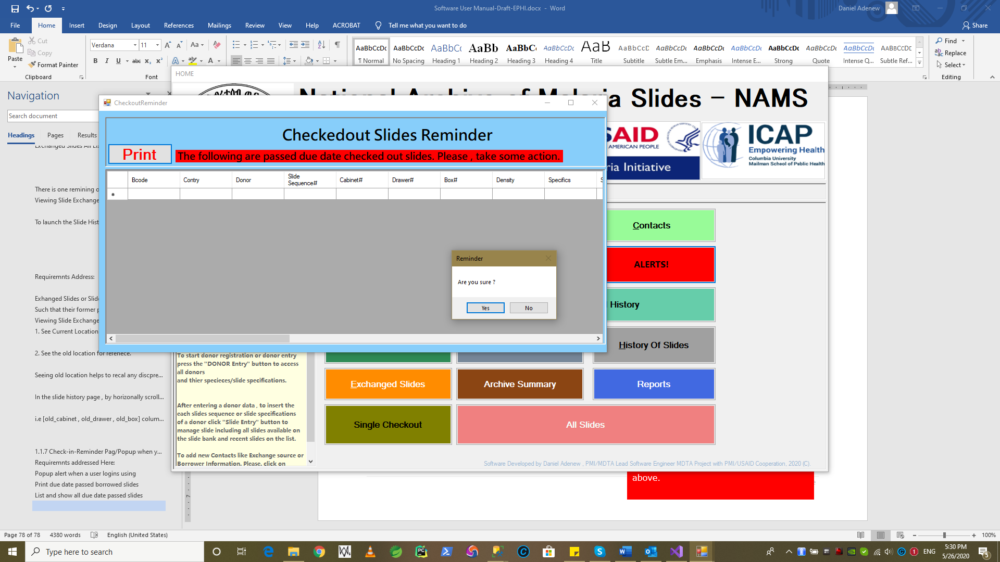 Software User Manual-Draft-EPHI.docx - Word
Daniel Adenew
File Home Insert Design Layout References Mailings Review View Help ACROBAT Tell me what you want to do Share
Paste
Cut
Copy
Format Painter
Clipboard
Verdana 11
Font
AaBbCcDc AaBbCcDc AaBbCc AaBb AaBbC AaBbCcDc AaB AaBbCcD AaBbCcDc AaBbCcDc AaBbCcDc AaBbCcDc AaBbCcDc AaBbCcDc AABBCCDE
¶ Normal No Spacing Heading 1 Heading 2 Heading 3 Heading 4 Title Subtitle Subtle Em... Emphasis Intense E... Strong Quote Intense Q... Subtle Ref...
Find
Replace
Select
Editing
Navigation
Search document
Headings Pages Results
Exchanged Slides All Lis
There is one remining o
Viewing Slide Exchange
To launch the Slide Hist
Requiremnts Address:
Exhanged Slides or Slide
Such that their former p
Viewing Slide Exchange
1. See Current Location
2. See the old location for refenece.
Seeing old location helps to recal any discpre...
In the slide history page , by horizonally scroll...
i.e [old_cabinet , old_drawer , old_box] colum...
1.1.7 Check-in-Reminder Pag/Popup when y...
Requiremnts addressed Here:
Popup alert when a user logins using
Print due date passed borrowed slides
List and show all due date passed slides
HOME
National Archive of Malaria Slides – NAMS
SAID
AMERICAN PEOPLE
ria Initiative
ICAP
Empowering Health
Columbia University
Mailman School of Public Health
CheckoutReminder
Checkedout Slides Reminder
Print
The following are passed due date checked out slides. Please , take some action.
Bcode Contry Donor Slide Sequence# Cabinet# Drawer# Box# Density Specifics S
Reminder
Are you sure ?
Yes No
Contacts
ALERTS!
History
History Of Slides
Exchanged Slides
Archive Summary
Reports
Single Checkout
All Slides
To start donor registration or donor entry
press the "DONOR Entry" button to access
all donors
and thier specieces/slide specifications.
After entering a donor data , to insert the
each slides sequence or slide specifications
of a donor click "Slide Entry" button to
manage slide including all slides available on
the slide bank and recent slides on the list.
To add new Contacts like Exchange source or
Borrower Information. Please, click on
Software Developed by Daniel Adenew , PMI/MDTA Lead Software Engineer MDTA Project with PMI/USAID Cooperation, 2020 (C).
above.
Page 78 of 78 4380 words English (United States)
100%
Type here to search
ENG
5:30 PM
5/26/2020
5